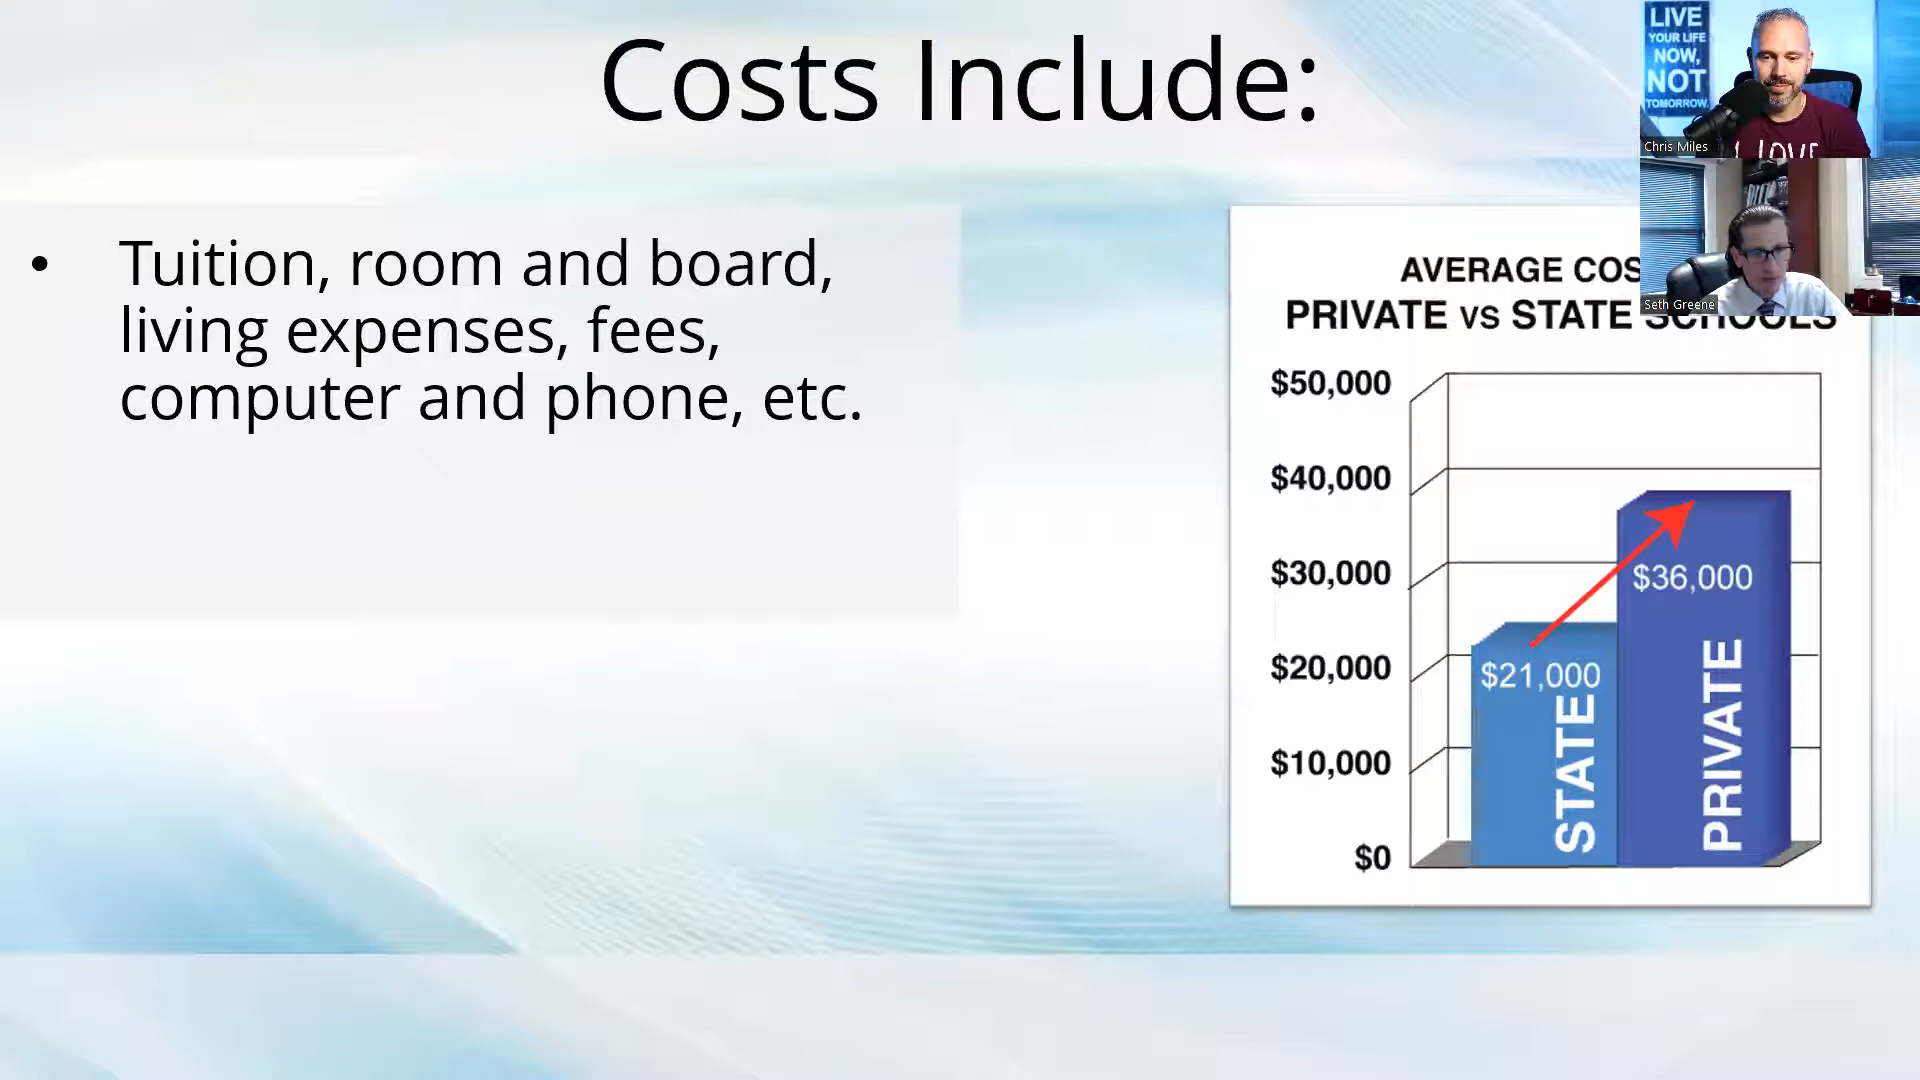 Costs Include:
• Tuition, room and board,
living expenses, fees,
computer and phone, etc.
LIVE
YOUR LIFE
NOW,
NOT
TOMORROW.
I LOVE
Chris Miles
Seth Greene
AVERAGE COS
PRIVATE VS STATE SCHOOLS
$50,000
$40,000
$30,000
$20,000
$10,000
$0
$21,000
STATE
$36,000
PRIVATE